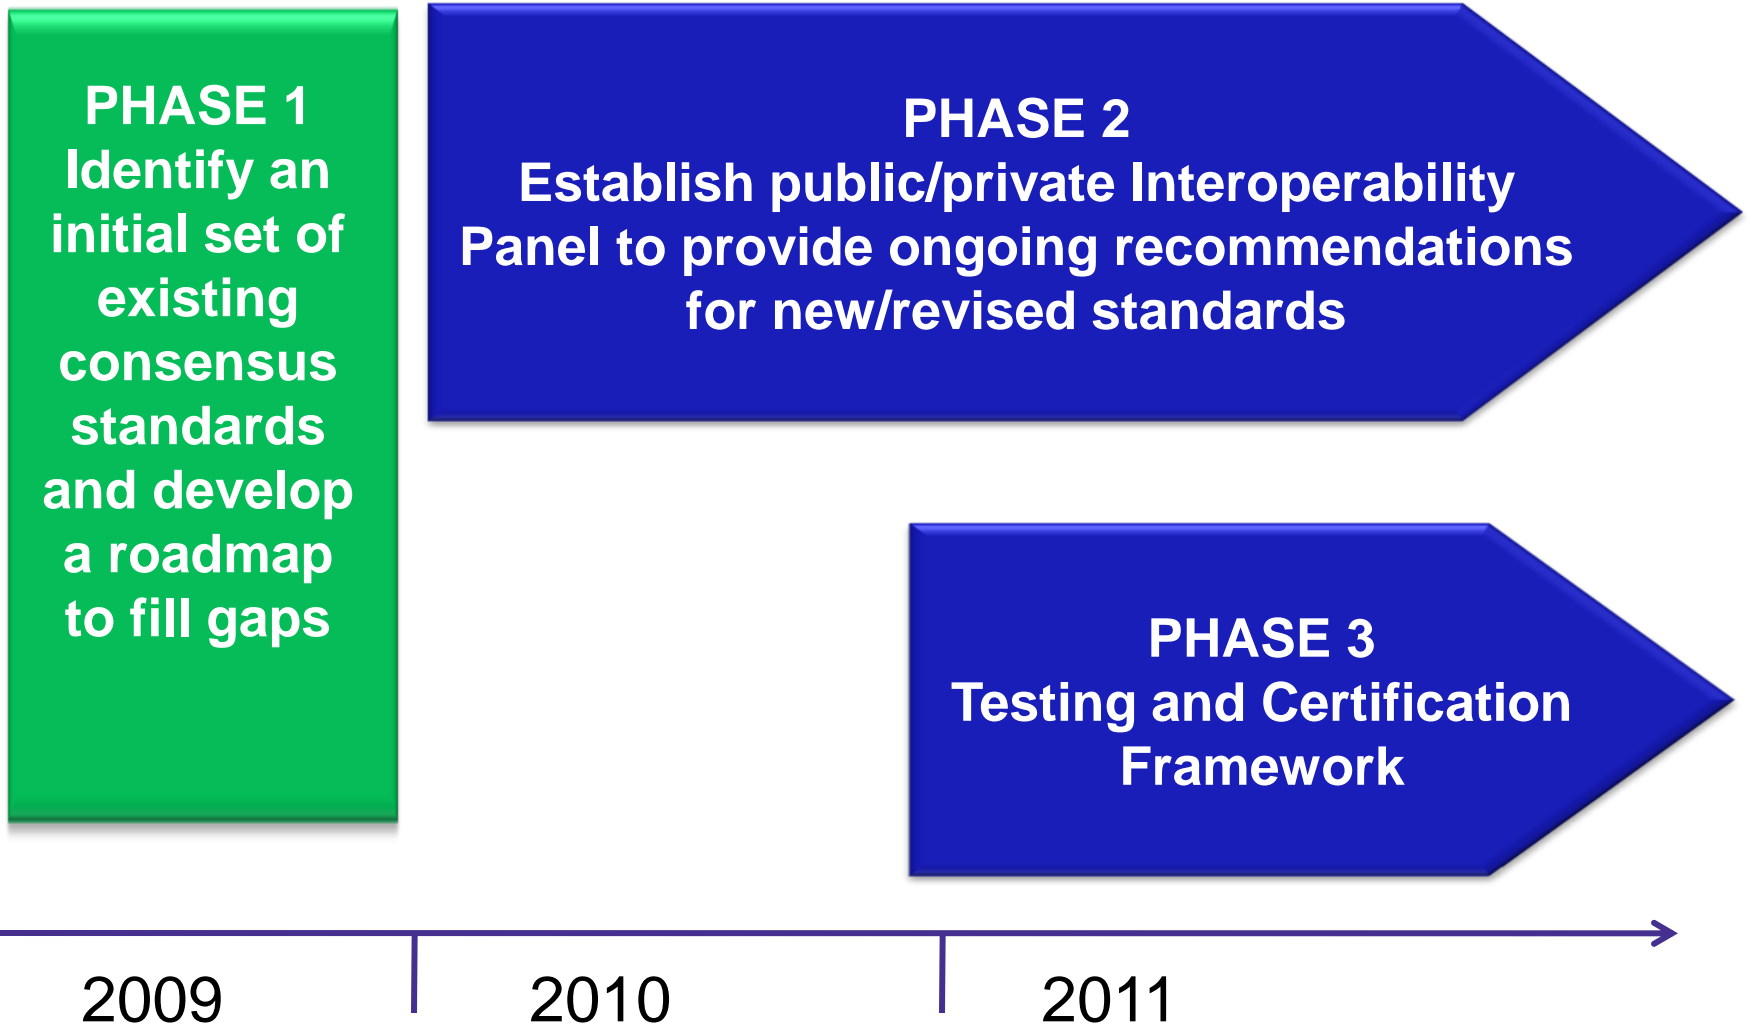 PHASE 1
Identify an
initial set of
existing
consensus
standards
and develop
a roadmap
to fill gaps
PHASE 2
Establish public/private Interoperability
Panel to provide ongoing recommendations
for new/revised standards
PHASE 3
Testing and Certification
Framework
2009
2010
2011